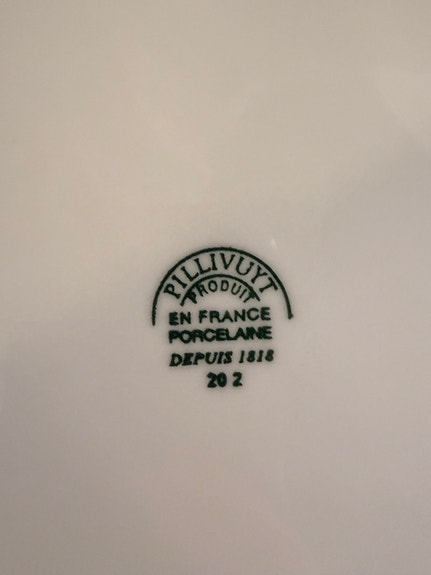 PILLIVUYT
PRODUIT
EN FRANCE
PORCELAINE
DEPUIS 1818
20 2